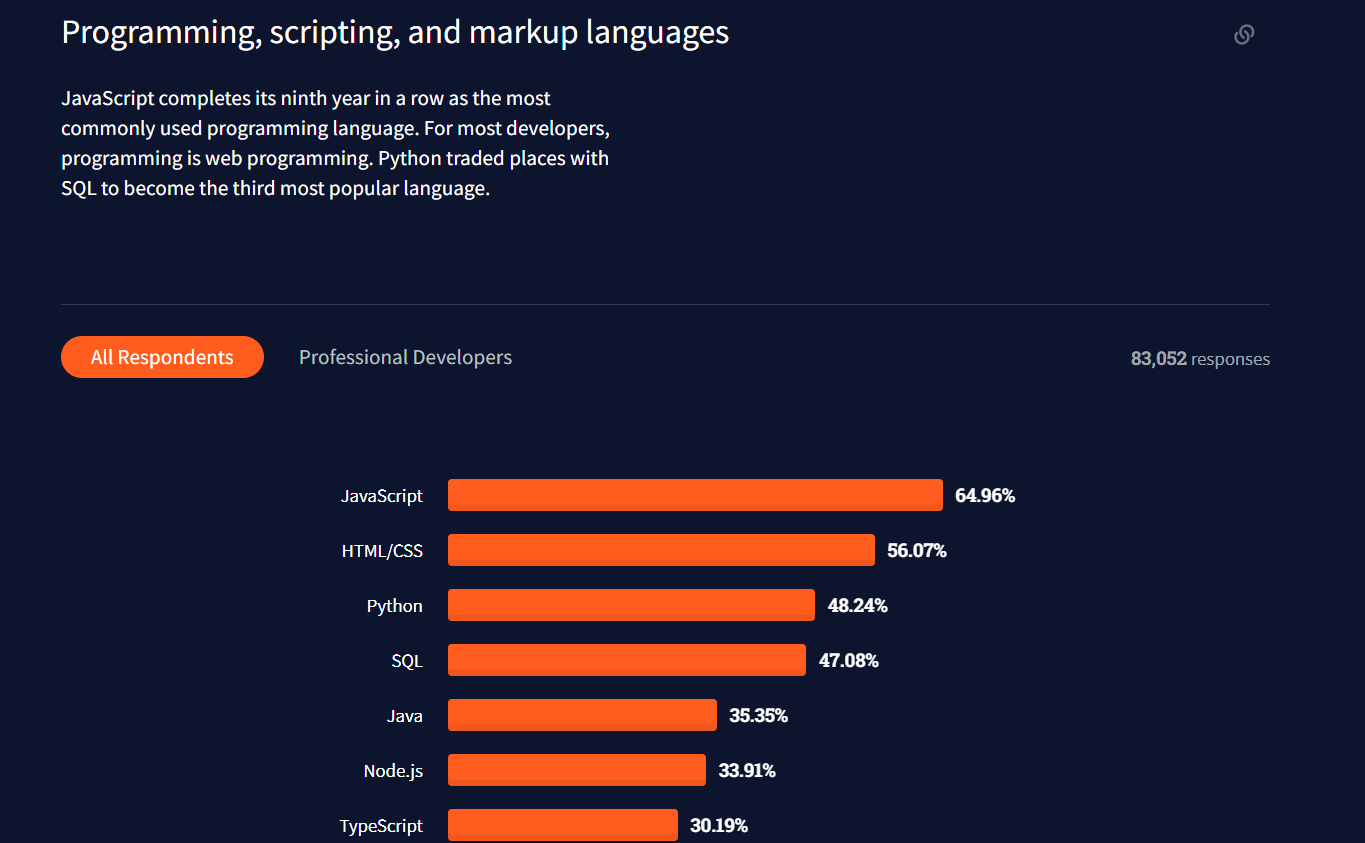 Programming, scripting, and markup languages
JavaScript completes its ninth year in a row as the most
commonly used programming language. For most developers,
programming is web programming. Python traded places with
SQL to become the third most popular language.
All Respondents
Professional Developers
83,052 responses
JavaScript 64.96%
HTML/CSS 56.07%
Python 48.24%
SQL 47.08%
Java 35.35%
Node.js 33.91%
TypeScript 30.19%